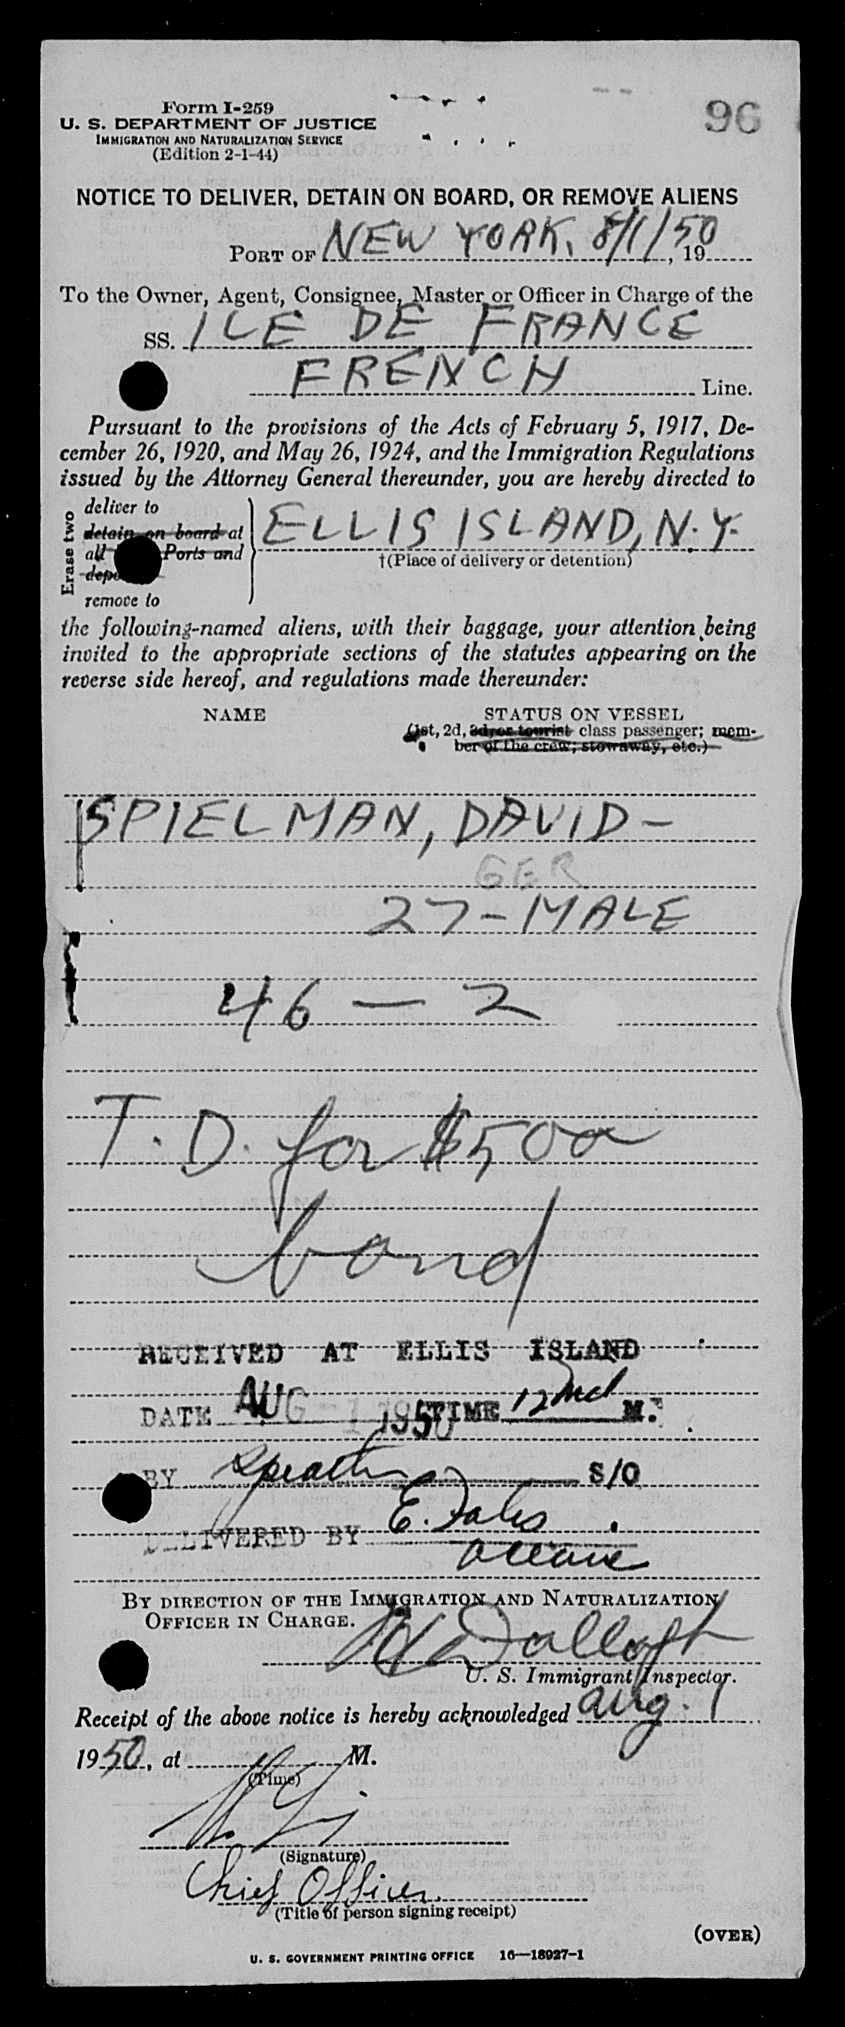 96
Form I-259
U. S. DEPARTMENT OF JUSTICE
IMMIGRATION AND NATURALIZATION SERVICE
(Edition 2-1-44)
NOTICE TO DELIVER, DETAIN ON BOARD, OR REMOVE ALIENS
PORT OF NEW YORK, 8/1/50, 19
To the Owner, Agent, Consignee, Master or Officer in Charge of the
SS. ILE DE FRANCE
FRENCH Line.
Pursuant to the provisions of the Acts of February 5, 1917, De-
cember 26, 1920, and May 26, 1924, and the Immigration Regulations
issued by the Attorney General thereunder, you are hereby directed to
Erase two
deliver to
detain on board at
all Ports and
remove to
ELLIS ISLAND, N.Y.
†(Place of delivery or detention)
the following-named aliens, with their baggage, your attention being
invited to the appropriate sections of the statutes appearing on the
reverse side hereof, and regulations made thereunder:
NAME STATUS ON VESSEL
(1st, 2d, 3d, or tourist class passenger; mem-
ber of the crew; stowaway, etc.)
SPIELMAN, DAVID -
GER
27 - MALE
46 - 2
T. D. for $500
bond
RECEIVED AT ELLIS ISLAND
DATE AUG - 1 1950 TIME 12 M.
BY S/O
DELIVERED BY E.
BY DIRECTION OF THE IMMIGRATION AND NATURALIZATION
OFFICER IN CHARGE.
U. S. Immigrant Inspector.
Receipt of the above notice is hereby acknowledged Aug. 1
1950, at M.
(Time)
(Signature)
Chief Officer.
(Title of person signing receipt)
(OVER)
U. S. GOVERNMENT PRINTING OFFICE 16—18927-1